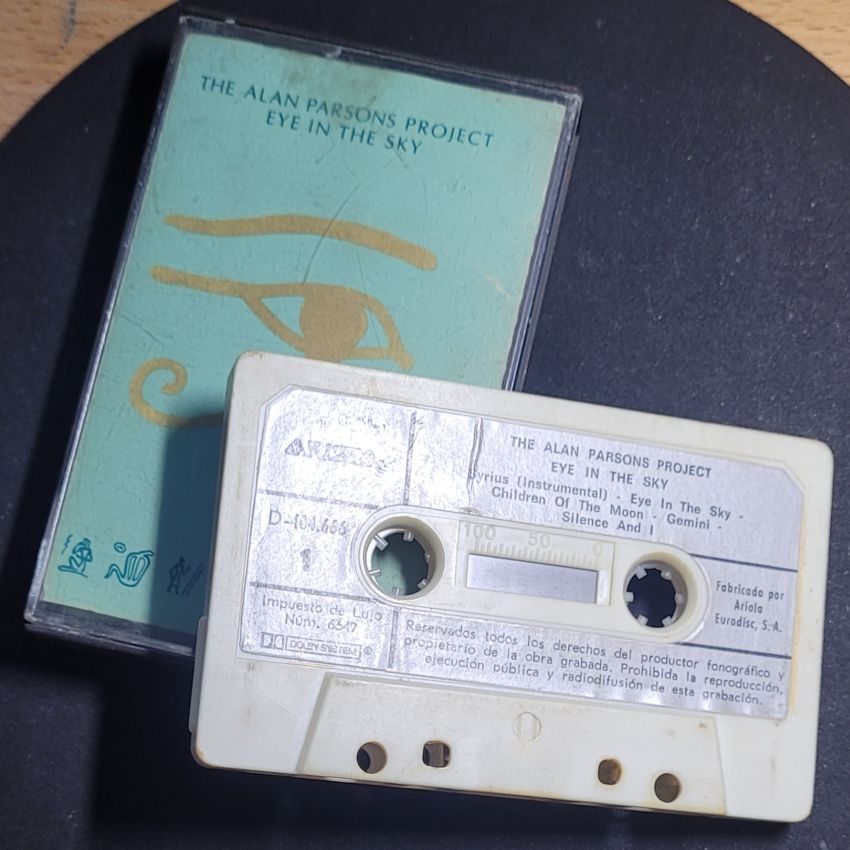 THE ALAN PARSONS PROJECT
EYE IN THE SKY
ARISTA
THE ALAN PARSONS PROJECT
EYE IN THE SKY
Syrius (Instrumental) - Eye In The Sky -
Children Of The Moon - Gemini -
Silence And I
D-104.666
1
100 50 0
Fabricado por
Ariola
Eurodisc, S.A.
Impuesto de Lujo
Núm. 6517
DOLBY SYSTEM ®
Reservados todos los derechos del productor fonográfico y
propietario de la obra grabada. Prohibida la reproducción,
ejecución pública y radiodifusión de esta grabación.